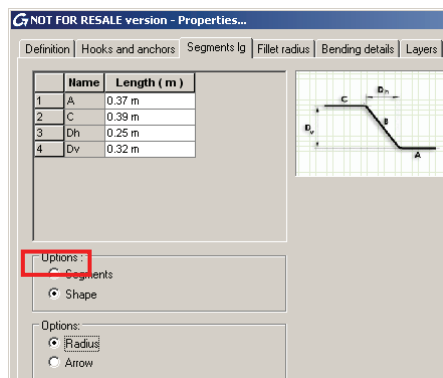 NOT FOR RESALE version - Properties...
Definition Hooks and anchors Segments lg Fillet radius Bending details Layers
Name Length ( m )
1 A 0.37 m
2 C 0.39 m
3 Dh 0.25 m
4 Dv 0.32 m
C Dh
Dv B
A
Options :
Segments
Shape
Options:
Radius
Arrow